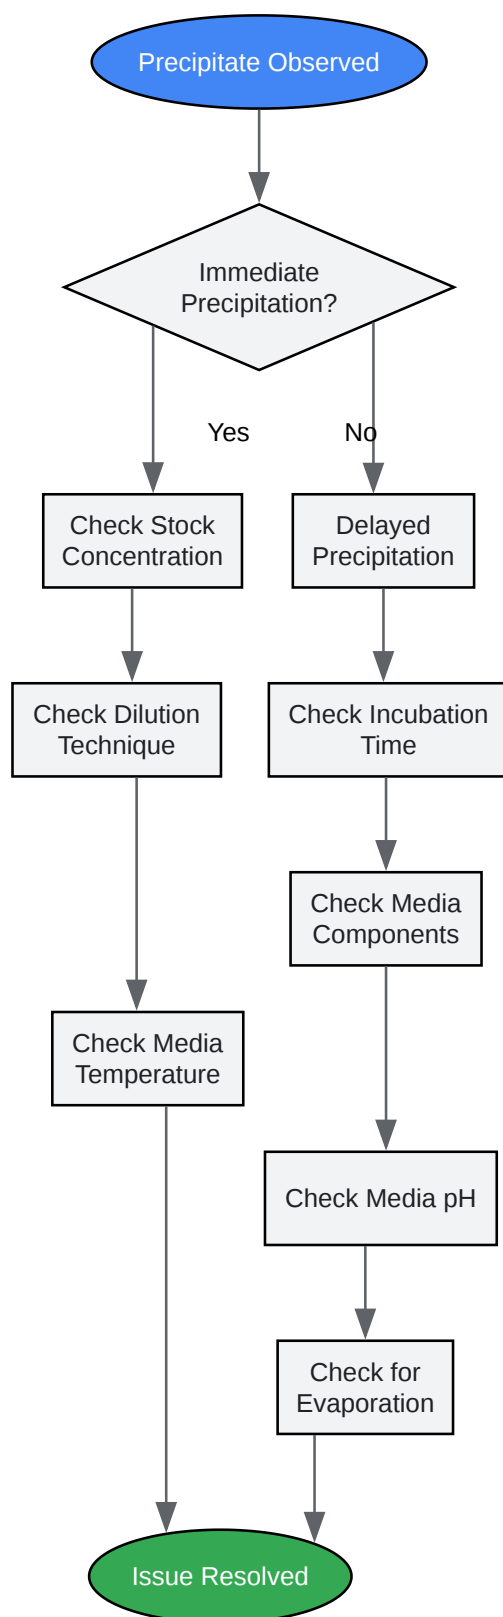 Precipitate Observed
Immediate
Precipitation?
Yes
No
Check Stock
Concentration
Delayed
Precipitation
Check Dilution
Technique
Check Incubation
Time
Check Media
Components
Check Media
Temperature
Check Media pH
Check for
Evaporation
Issue Resolved